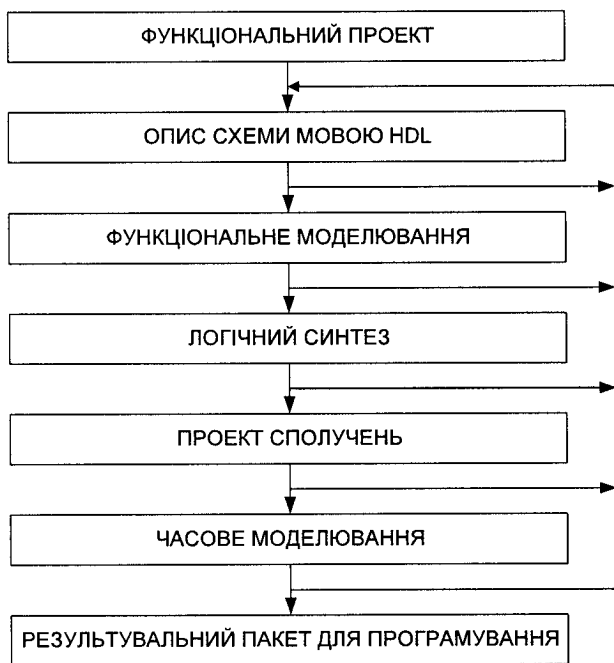 ФУНКЦІОНАЛЬНИЙ ПРОЕКТ
ОПИС СХЕМИ МОВОЮ HDL
ФУНКЦІОНАЛЬНЕ МОДЕЛЮВАННЯ
ЛОГІЧНИЙ СИНТЕЗ
ПРОЕКТ СПОЛУЧЕНЬ
ЧАСОВЕ МОДЕЛЮВАННЯ
РЕЗУЛЬТУВАЛЬНИЙ ПАКЕТ ДЛЯ ПРОГРАМУВАННЯ